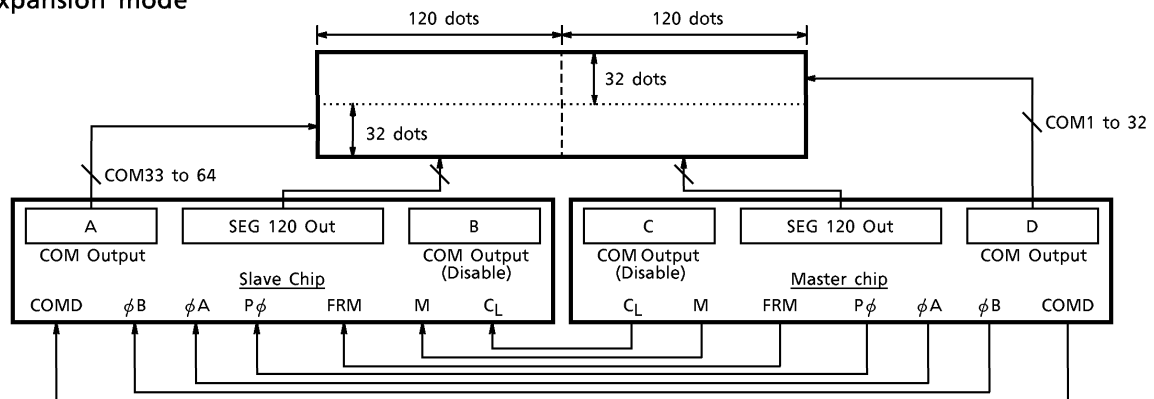 xpansion mode
120 dots 120 dots
32 dots
32 dots
COM1 to 32
COM33 to 64
A SEG 120 Out B C SEG 120 Out D
COM Output COM Output (Disable) COM Output (Disable) COM Output
Slave Chip Master chip
COMD φB φA Pφ FRM M CL CL M FRM Pφ φA φB COMD